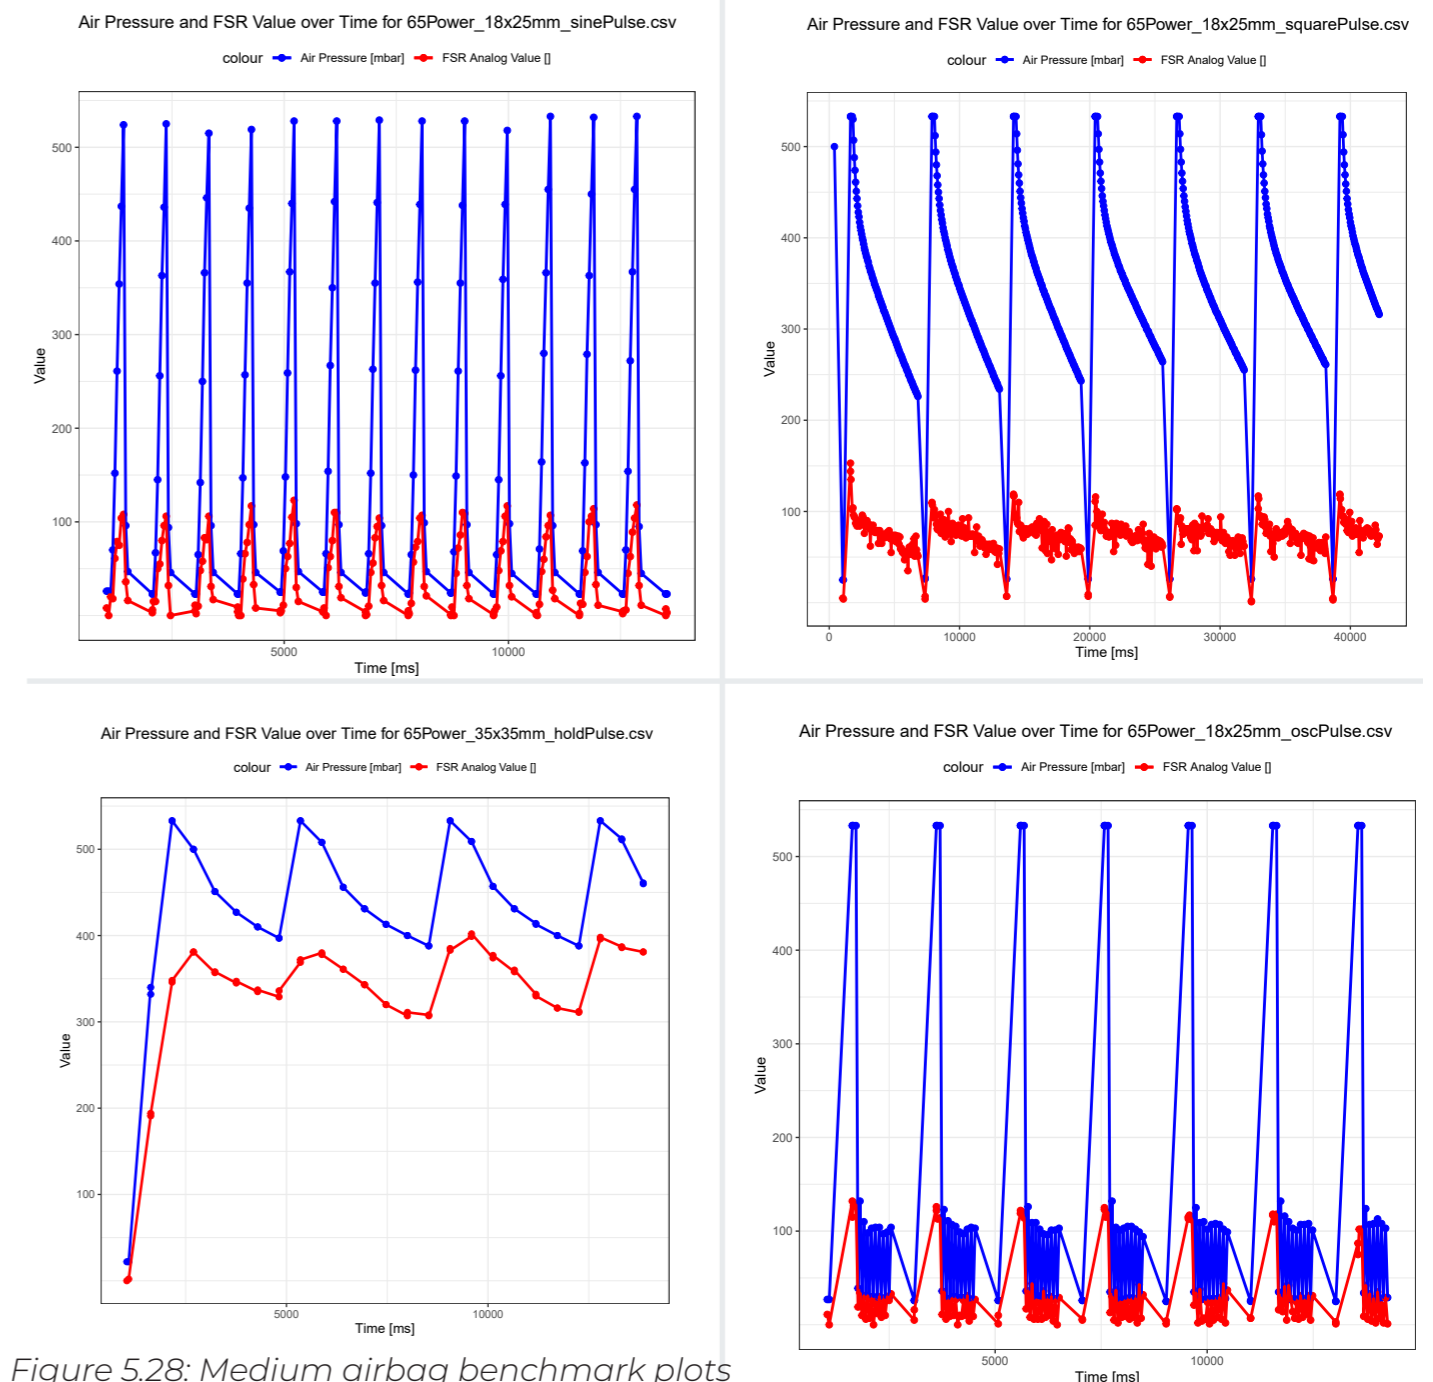 Air Pressure and FSR Value over Time for 65Power_18x25mm_sinePulse.csv
colour Air Pressure [mbar] FSR Analog Value []
500
400
300
200
100
Value
5000 10000
Time [ms]
Air Pressure and FSR Value over Time for 65Power_18x25mm_squarePulse.csv
colour Air Pressure [mbar] FSR Analog Value []
500
400
300
200
100
Value
0 10000 20000 30000 40000
Time [ms]
Air Pressure and FSR Value over Time for 65Power_35x35mm_holdPulse.csv
colour Air Pressure [mbar] FSR Analog Value []
500
400
300
200
100
Value
5000 10000
Time [ms]
Air Pressure and FSR Value over Time for 65Power_18x25mm_oscPulse.csv
colour Air Pressure [mbar] FSR Analog Value []
500
400
300
200
100
Value
5000 10000
Time [ms]
Figure 5.28: Medium airbag benchmark plots